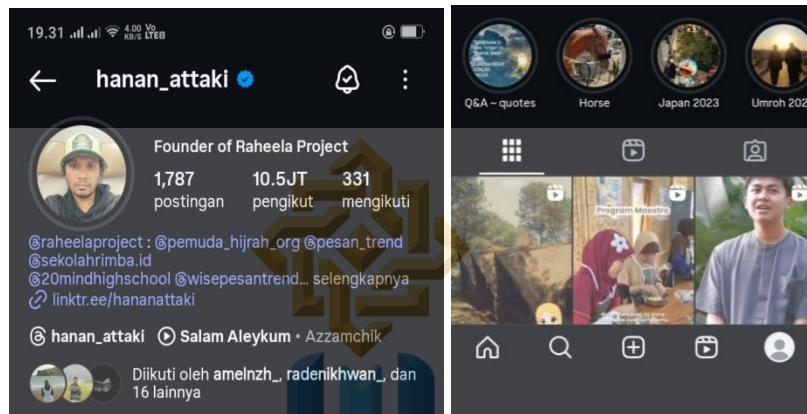 19.31 4.00 KB/S Vo LTE
hanan_attaki
Founder of Raheela Project
1,787 10.5JT 331
postingan pengikut mengikuti
@raheelaproject : @pemuda_hijrah_org @pesan_trend
@sekolahrimba.id
@20mindhighschool @wisepesantrend... selengkapnya
linktr.ee/hananattaki
hanan_attaki Salam Aleykum • Azzamchik
Diikuti oleh amelnzh_, radenikhwan_, dan
16 lainnya
Q&A ~ quotes Horse Japan 2023 Umroh 202
Program Maestro